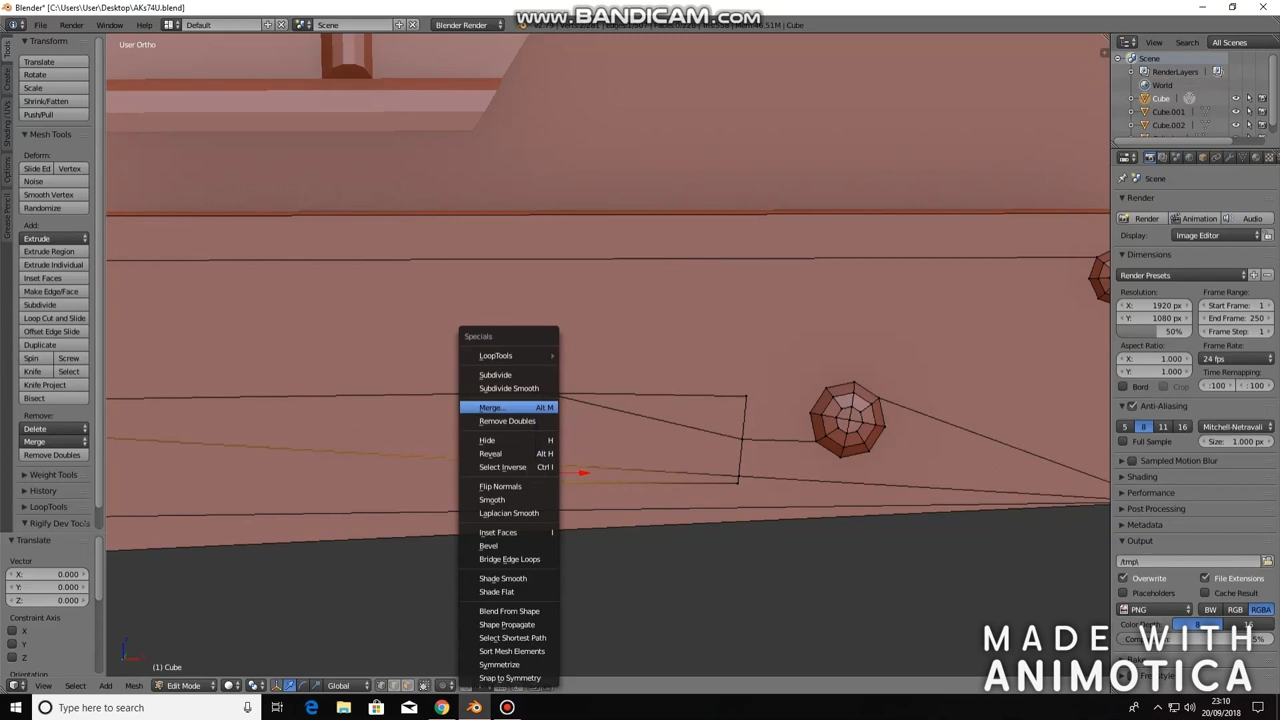 Blender* [C:\Users\User\Desktop\AKs74U.blend]
www.BANDICAM.com
File
Render
Window
Help
Default
Scene
Blender Render
Tools
Create
Shading / UVs
Options
Grease Pencil
Transform
Translate
Rotate
Scale
Shrink/Fatten
Push/Pull
Mesh Tools
Deform:
Slide Ed
Vertex
Noise
Smooth Vertex
Randomize
Add:
Extrude
Extrude Region
Extrude Individual
Inset Faces
Make Edge/Face
Subdivide
Loop Cut and Slide
Offset Edge Slide
Duplicate
Spin
Screw
Knife
Select
Knife Project
Bisect
Remove:
Delete
Merge
Remove Doubles
Weight Tools
History
LoopTools
Rigify Dev Tools
Translate
Vector
X: 0.000
Y: 0.000
Z: 0.000
Constraint Axis
X
Y
Z
Orientation
User Ortho
Specials
LoopTools
Subdivide
Subdivide Smooth
Merge... Alt M
Remove Doubles
Hide H
Reveal Alt H
Select Inverse Ctrl I
Flip Normals
Smooth
Laplacian Smooth
Inset Faces I
Bevel
Bridge Edge Loops
Shade Smooth
Shade Flat
Blend From Shape
Shape Propagate
Select Shortest Path
Sort Mesh Elements
Symmetrize
Snap to Symmetry
(1) Cube
View
Select
Add
Mesh
Edit Mode
Global
View
Search
All Scenes
Scene
RenderLayers
World
Cube
Cube.001
Cube.002
Scene
Render
Render
Animation
Audio
Display:
Image Editor
Dimensions
Render Presets
Resolution:
Frame Range:
X: 1920 px
Start Frame: 1
Y: 1080 px
End Frame: 250
50%
Frame Step: 1
Aspect Ratio:
Frame Rate:
X: 1.000
24 fps
Y: 1.000
Time Remapping:
Bord
Crop
:100
:100
Anti-Aliasing
5
8
11
16
Mitchell-Netravali
Full Sample
Size: 1.000 px
Sampled Motion Blur
Shading
Performance
Post Processing
Metadata
Output
/tmp\
Overwrite
File Extensions
Placeholders
Cache Result
PNG
BW
RGB
RGBA
Color Depth:
8
16
MADE WITH
ANIMOTICA
Type here to search
23:10
20/09/2018